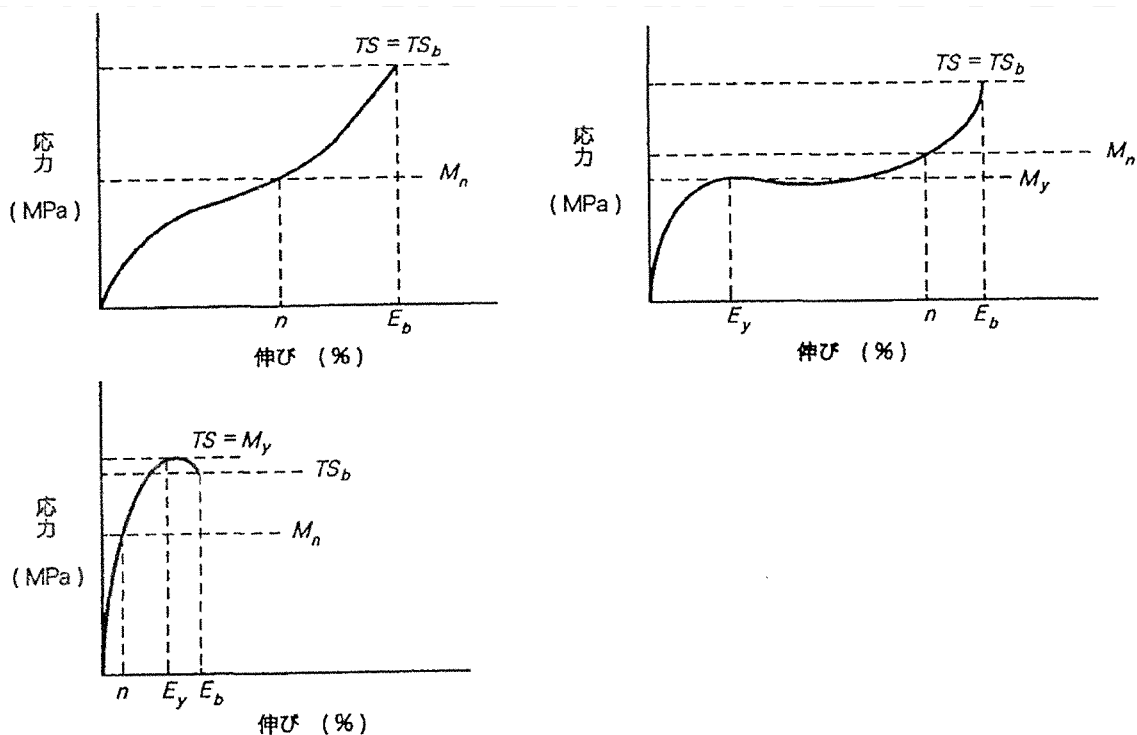 TS = TS_b
応力
(MPa)
M_n
n
E_b
伸び (%)
TS = TS_b
応力
(MPa)
M_n
M_y
E_y
n
E_b
伸び (%)
TS = M_y
TS_b
応力
(MPa)
M_n
n
E_y
E_b
伸び (%)